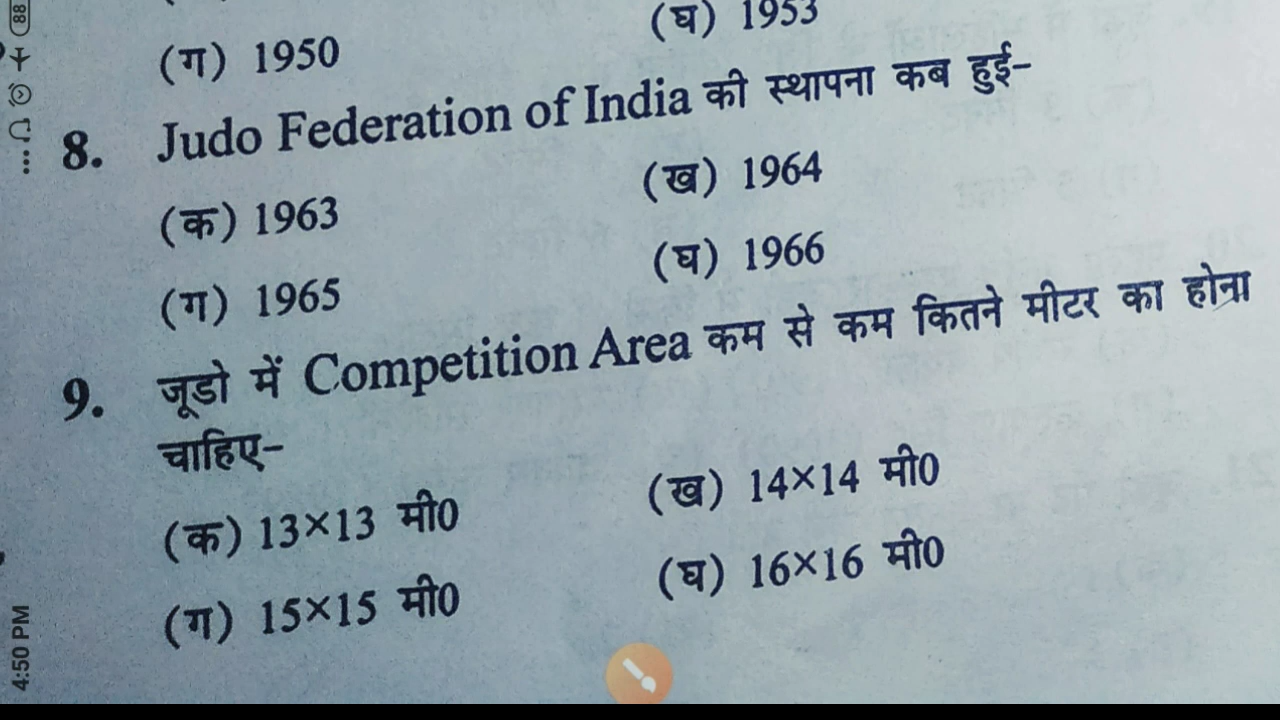 (घ) 1953
(ग) 1950
8. Judo Federation of India की स्थापना कब हुई-
(क) 1963 (ख) 1964
(ग) 1965 (घ) 1966
9. जूडो में Competition Area कम से कम कितने मीटर का होना
चाहिए-
(क) 13×13 मी0 (ख) 14×14 मी0
(ग) 15×15 मी0 (घ) 16×16 मी0
4:50 PM
88